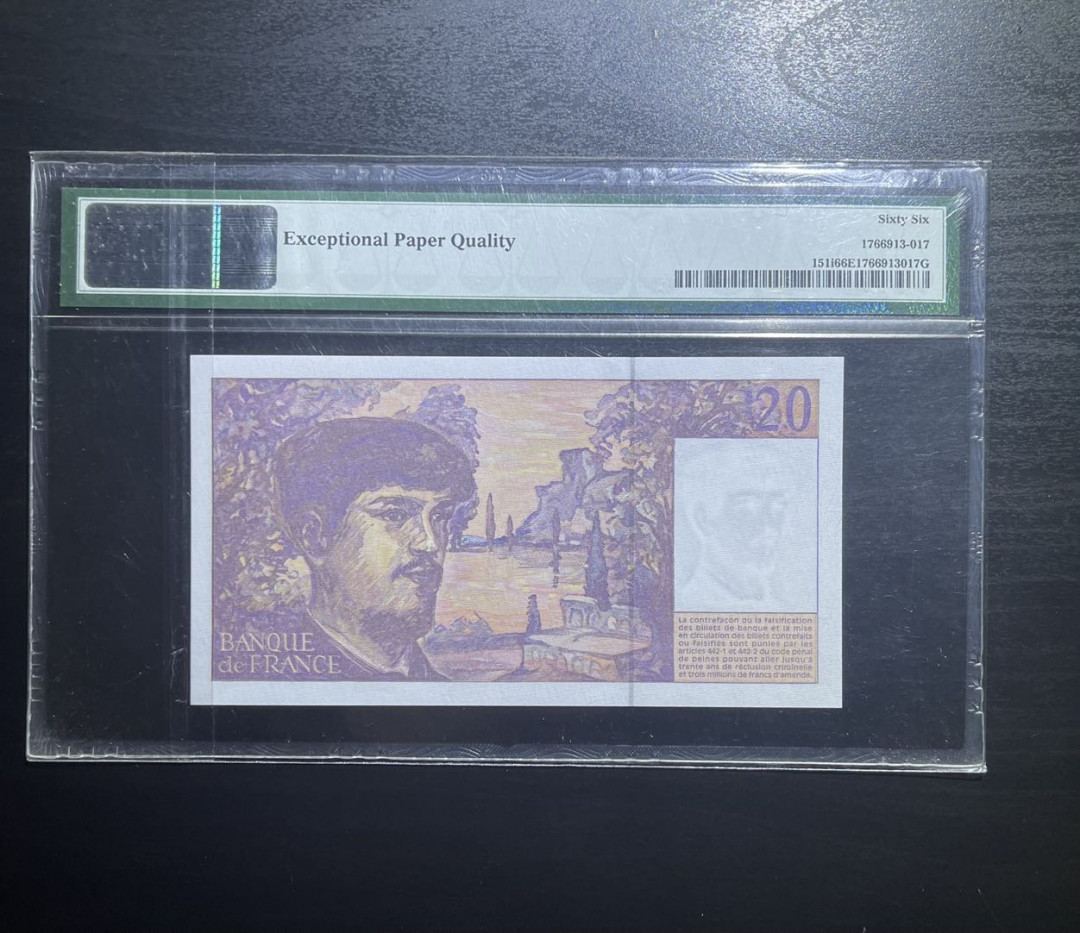 Exceptional Paper Quality
Sixty Six
1766913-017
151i66E1766913017G
20
BANQUE
de FRANCE
La contrefaçon ou la falsification
des billets de banque et la mise
en circulation des billets contrefaits
ou falsifiés sont punies par les
articles 442-1 et 442-2 du code pénal
de peines pouvant aller jusqu'à
trente ans de réclusion criminelle
et trois millions de francs d'amende.